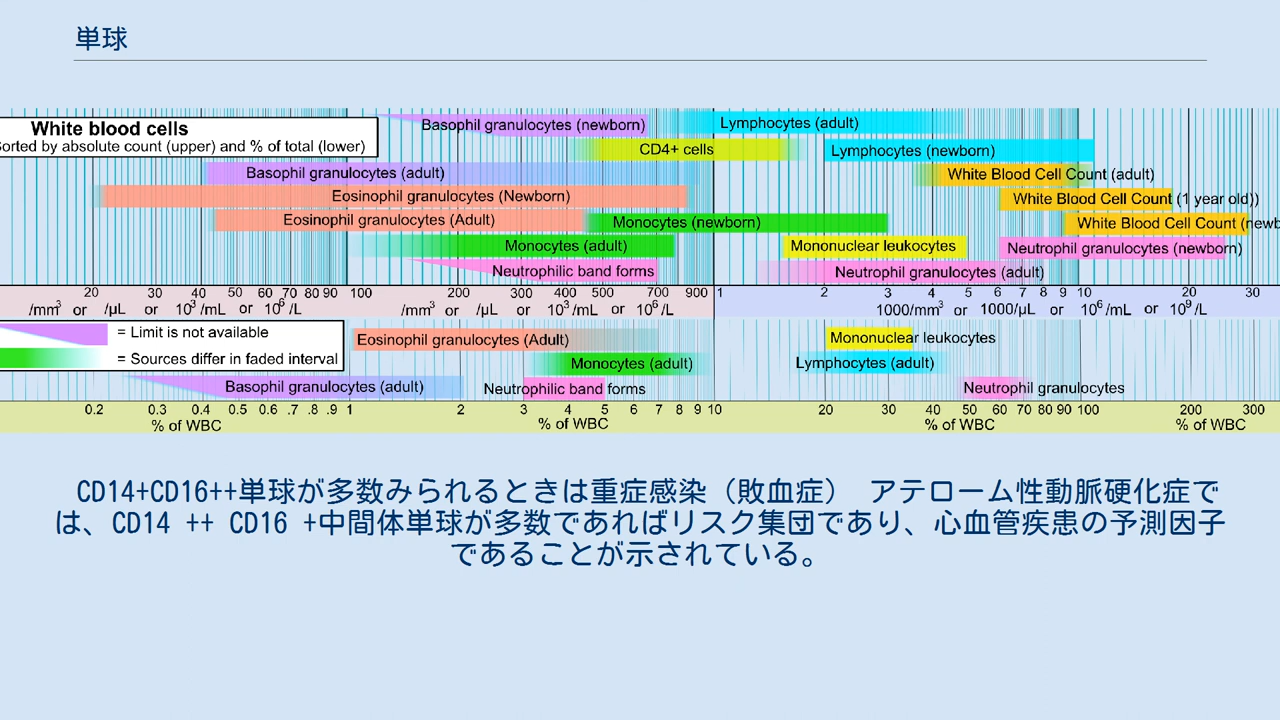 単球
White blood cells
sorted by absolute count (upper) and % of total (lower)
Basophil granulocytes (newborn)
Lymphocytes (adult)
CD4+ cells
Lymphocytes (newborn)
Basophil granulocytes (adult)
White Blood Cell Count (adult)
Eosinophil granulocytes (Newborn)
White Blood Cell Count (1 year old))
Eosinophil granulocytes (Adult)
Monocytes (newborn)
White Blood Cell Count (newb
Monocytes (adult)
Mononuclear leukocytes
Neutrophil granulocytes (newborn)
Neutrophilic band forms
Neutrophil granulocytes (adult)
20 30 40 50 60 70 80 90 100 200 300 400 500 700 900 1 2 3 4 5 6 7 8 9 10 20 30
/mm³ or /µL or 10³/mL or 10⁶/L /mm³ or /µL or 10³/mL or 10⁶/L 1000/mm³ or 1000/µL or 10⁶/mL or 10⁹/L
= Limit is not available
= Sources differ in faded interval
Eosinophil granulocytes (Adult)
Mononuclear leukocytes
Monocytes (adult)
Lymphocytes (adult)
Basophil granulocytes (adult)
Neutrophilic band forms
Neutrophil granulocytes
0.2 0.3 0.4 0.5 0.6 .7 .8 .9 1 2 3 4 5 6 7 8 9 10 20 30 40 50 60 70 80 90 100 200 300
% of WBC % of WBC % of WBC % of WBC
CD14+CD16++単球が多数みられるときは重症感染（敗血症） アテローム性動脈硬化症で
は、CD14 ++ CD16 +中間体単球が多数であればリスク集団であり、心血管疾患の予測因子
であることが示されている。